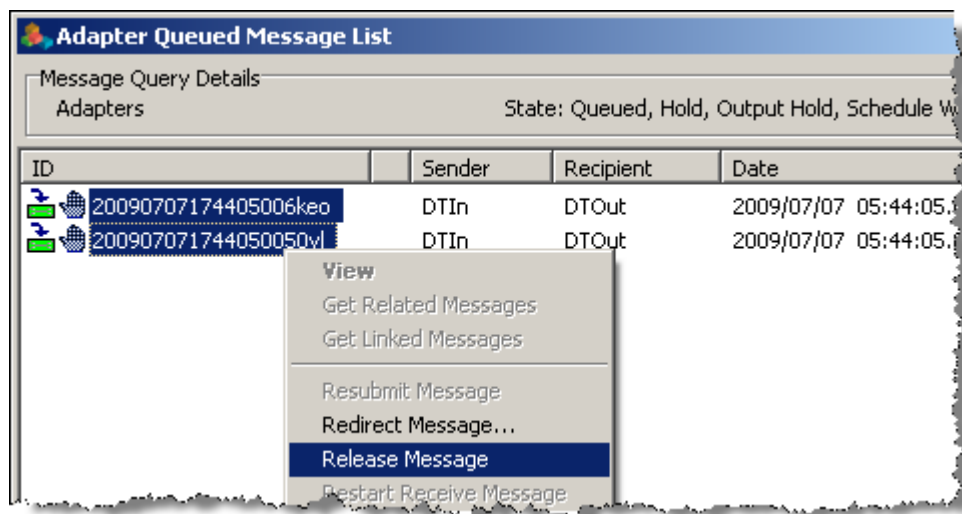 Adapter Queued Message List
Message Query Details
Adapters State: Queued, Hold, Output Hold, Schedule
ID Sender Recipient Date
20090707174405006keo DTIn DTOut 2009/07/07 05:44:05.
200907071744050050vl DTIn DTOut 2009/07/07 05:44:05.
View
Get Related Messages
Get Linked Messages
Resubmit Message
Redirect Message...
Release Message
Restart Receive Message